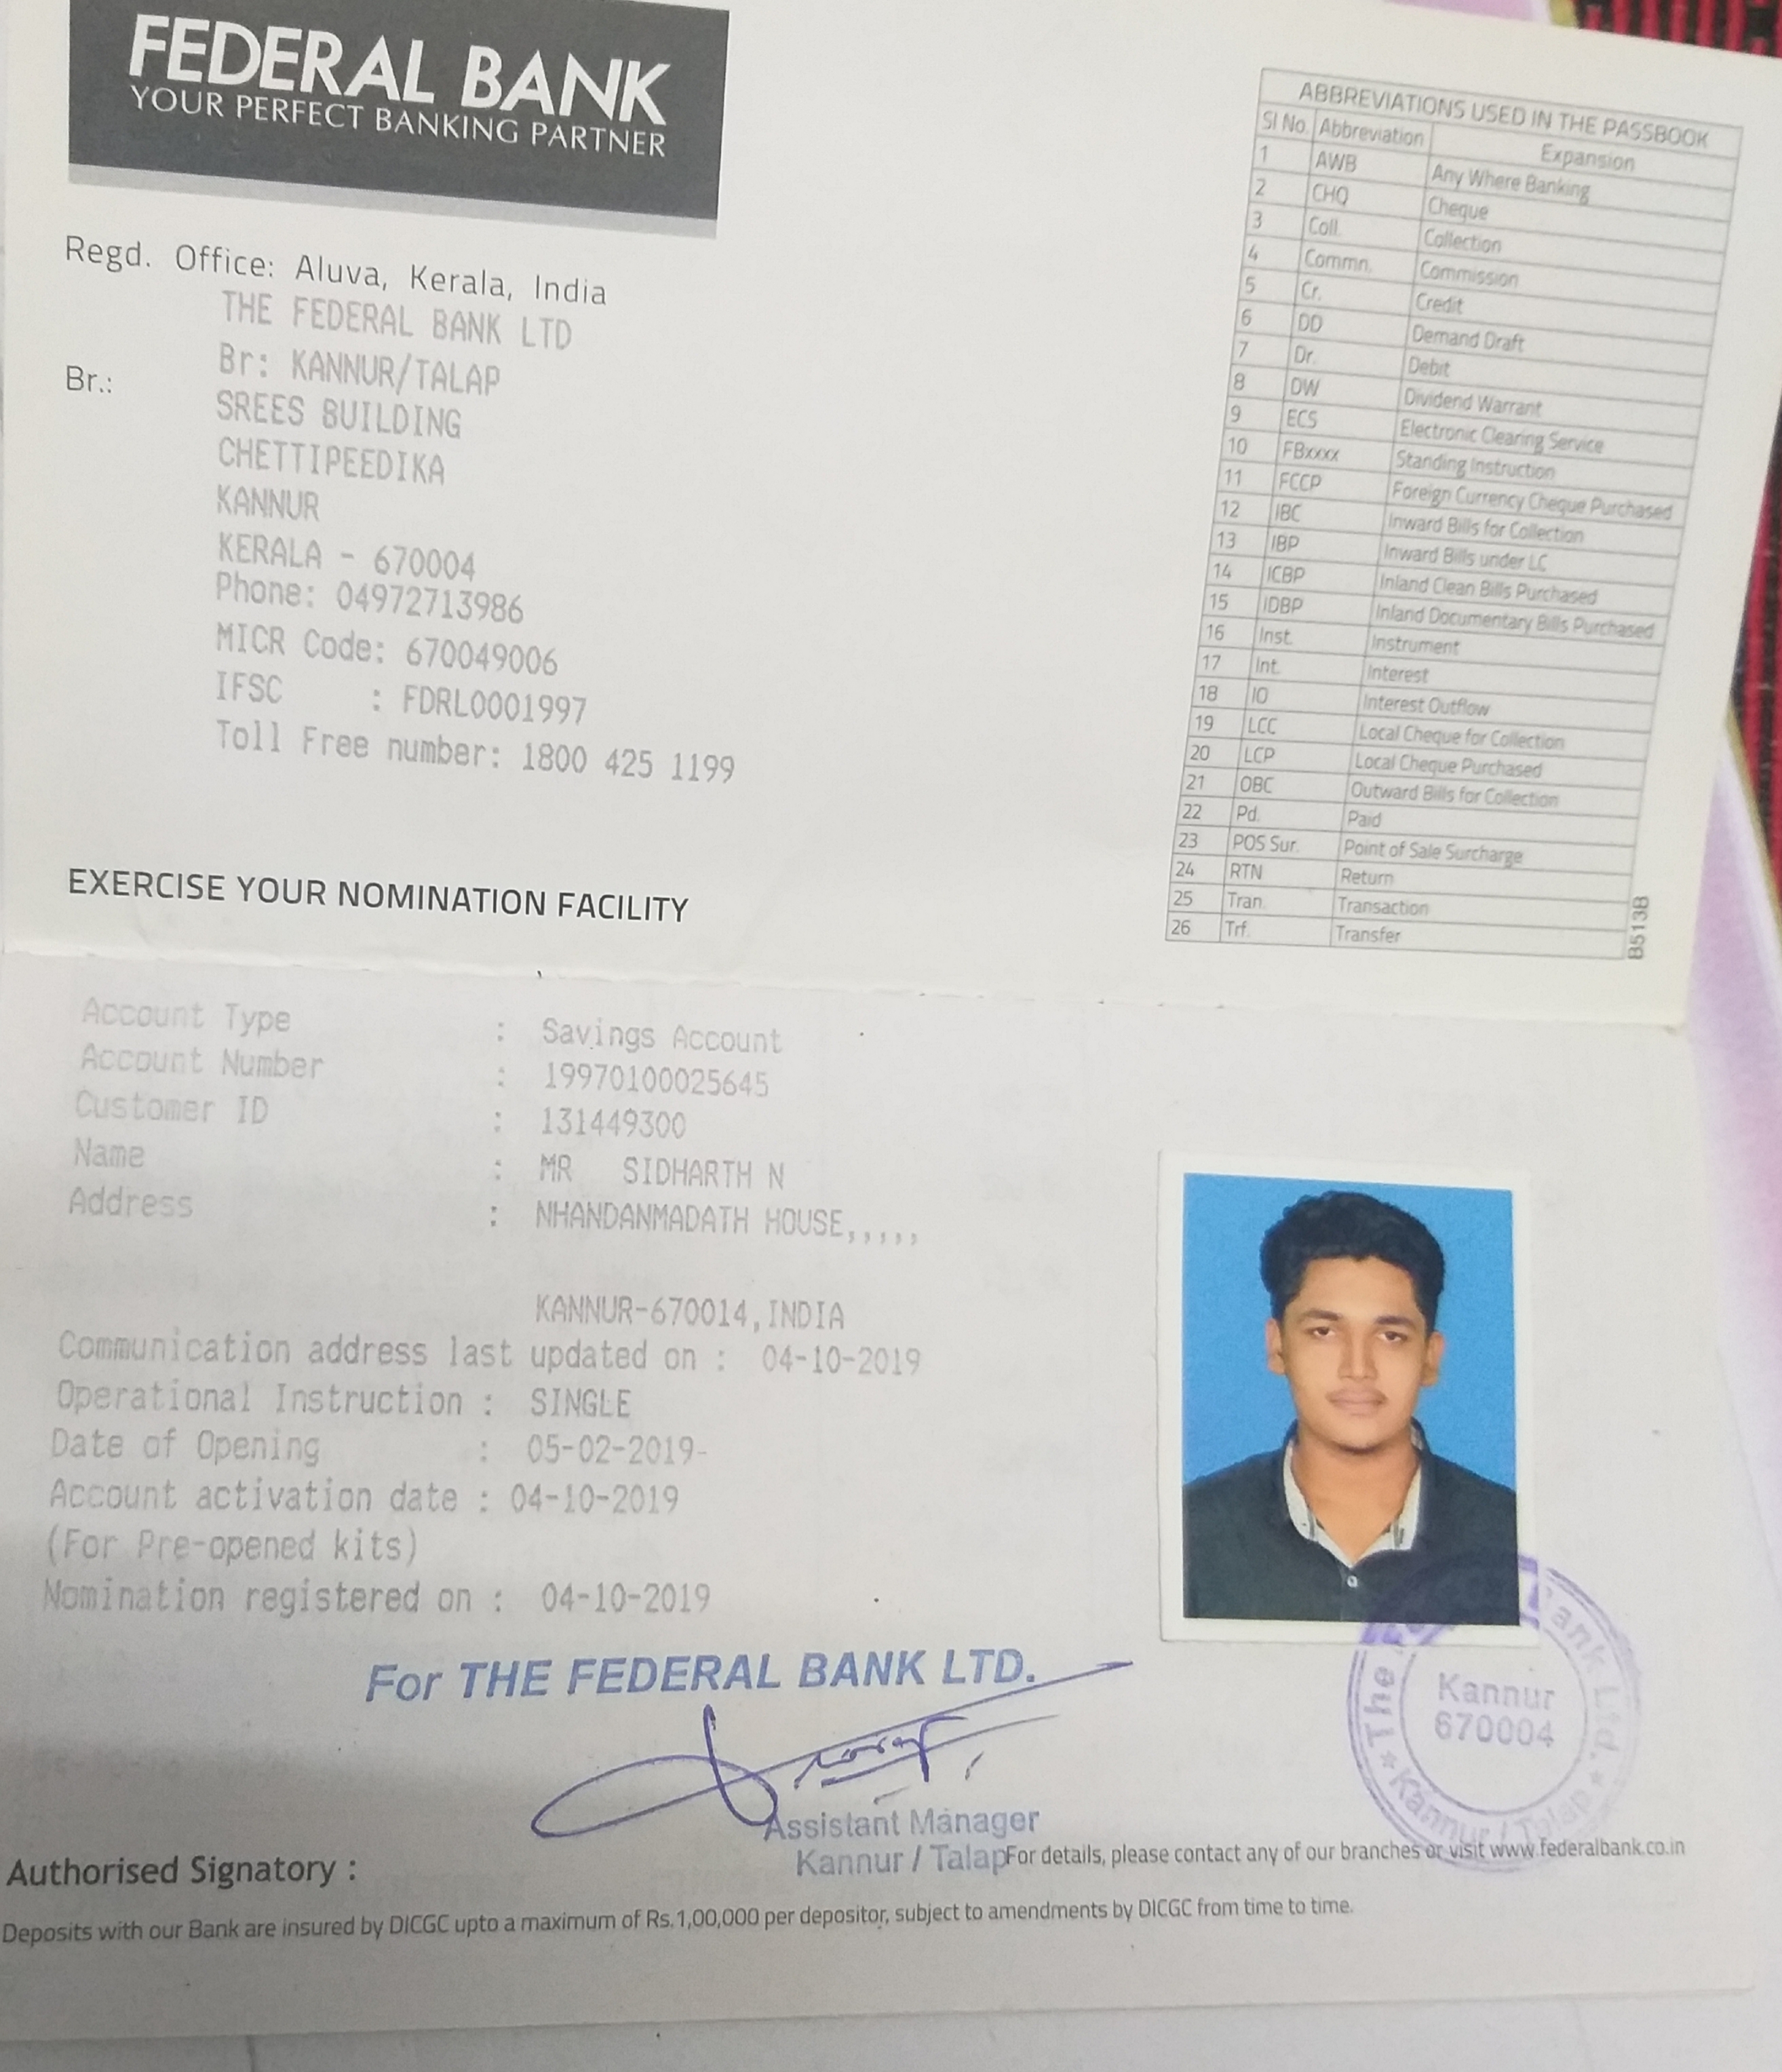 FEDERAL BANK
YOUR PERFECT BANKING PARTNER
Regd. Office: Aluva, Kerala, India
THE FEDERAL BANK LTD
Br.: Br: KANNUR/TALAP
SREES BUILDING
CHETTIPEEDIKA
KANNUR
KERALA - 670004
Phone: 04972713986
MICR Code: 670049006
IFSC : FDRL0001997
Toll Free number: 1800 425 1199
EXERCISE YOUR NOMINATION FACILITY
ABBREVIATIONS USED IN THE PASSBOOK
Sl No. Abbreviation Expansion
1 AWB Any Where Banking
2 CHQ Cheque
3 Coll. Collection
4 Commn. Commission
5 Cr. Credit
6 DD Demand Draft
7 Dr. Debit
8 DW Dividend Warrant
9 ECS Electronic Clearing Service
10 FBxxxx Standing Instruction
11 FCCP Foreign Currency Cheque Purchased
12 IBC Inward Bills for Collection
13 IBP Inward Bills under LC
14 ICBP Inland Clean Bills Purchased
15 IDBP Inland Documentary Bills Purchased
16 Inst. Instrument
17 Int. Interest
18 IO Interest Outflow
19 LCC Local Cheque for Collection
20 LCP Local Cheque Purchased
21 OBC Outward Bills for Collection
22 Pd. Paid
23 POS Sur. Point of Sale Surcharge
24 RTN Return
25 Tran. Transaction
26 Trf. Transfer
B513B
Account Type : Savings Account
Account Number : 19970100025645
Customer ID : 131449300
Name : MR SIDHARTH N
Address : NHANDANMADATH HOUSE,,,,,
KANNUR-670014,INDIA
Communication address last updated on : 04-10-2019
Operational Instruction : SINGLE
Date of Opening : 05-02-2019-
Account activation date : 04-10-2019
(For Pre-opened kits)
Nomination registered on : 04-10-2019
For THE FEDERAL BANK LTD.
The ank Ltd.
Kannur
670004
* Kannur / Talap *
Assistant Manager
Kannur / Talap
For details, please contact any of our branches or visit www.federalbank.co.in
Authorised Signatory :
Deposits with our Bank are insured by DICGC upto a maximum of Rs.1,00,000 per depositor, subject to amendments by DICGC from time to time.